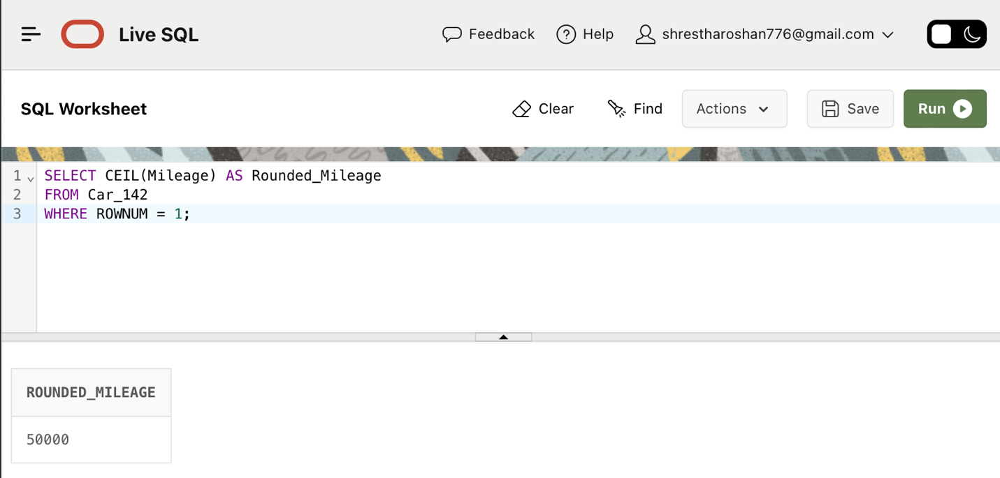 Live SQL Feedback Help shrestharoshan776@gmail.com
SQL Worksheet Clear Find Actions Save Run
1 SELECT CEIL(Mileage) AS Rounded_Mileage
2 FROM Car_142
3 WHERE ROWNUM = 1;
ROUNDED_MILEAGE
50000